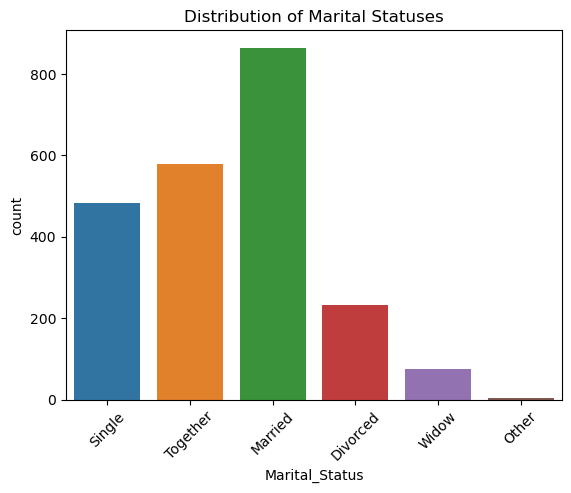 Distribution of Marital Statuses
800
600
400
200
0
count
Single
Together
Married
Divorced
Widow
Other
Marital_Status